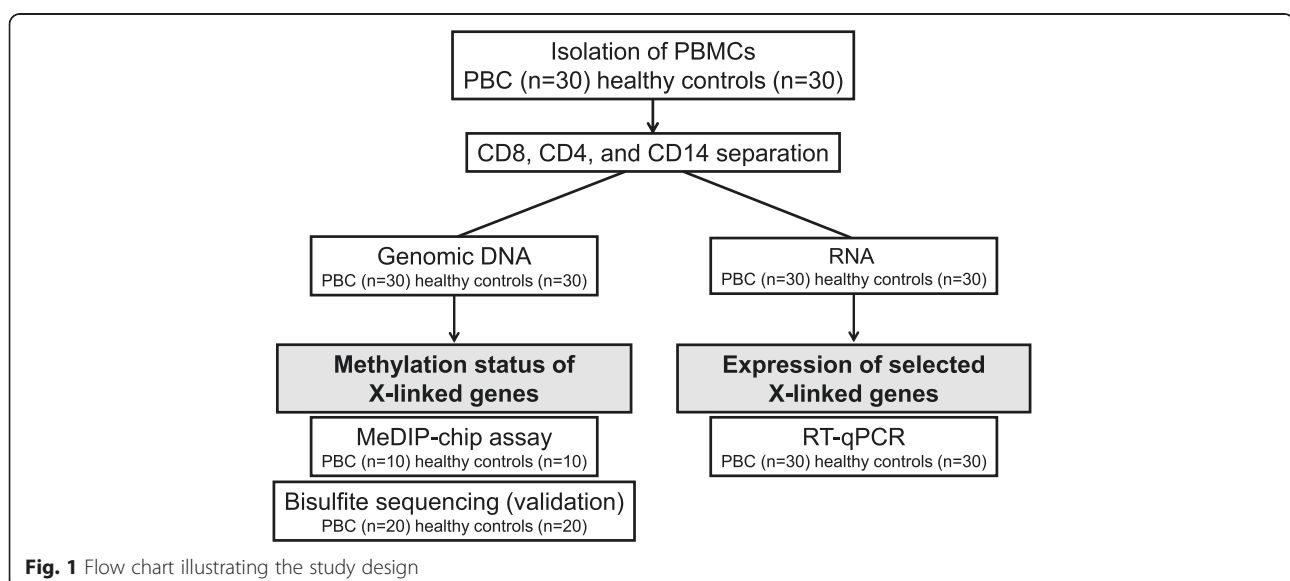 Isolation of PBMCs
PBC (n=30) healthy controls (n=30)
CD8, CD4, and CD14 separation
Genomic DNA
PBC (n=30) healthy controls (n=30)
RNA
PBC (n=30) healthy controls (n=30)
Methylation status of
X-linked genes
Expression of selected
X-linked genes
MeDIP-chip assay
PBC (n=10) healthy controls (n=10)
RT-qPCR
PBC (n=30) healthy controls (n=30)
Bisulfite sequencing (validation)
PBC (n=20) healthy controls (n=20)
Fig. 1 Flow chart illustrating the study design